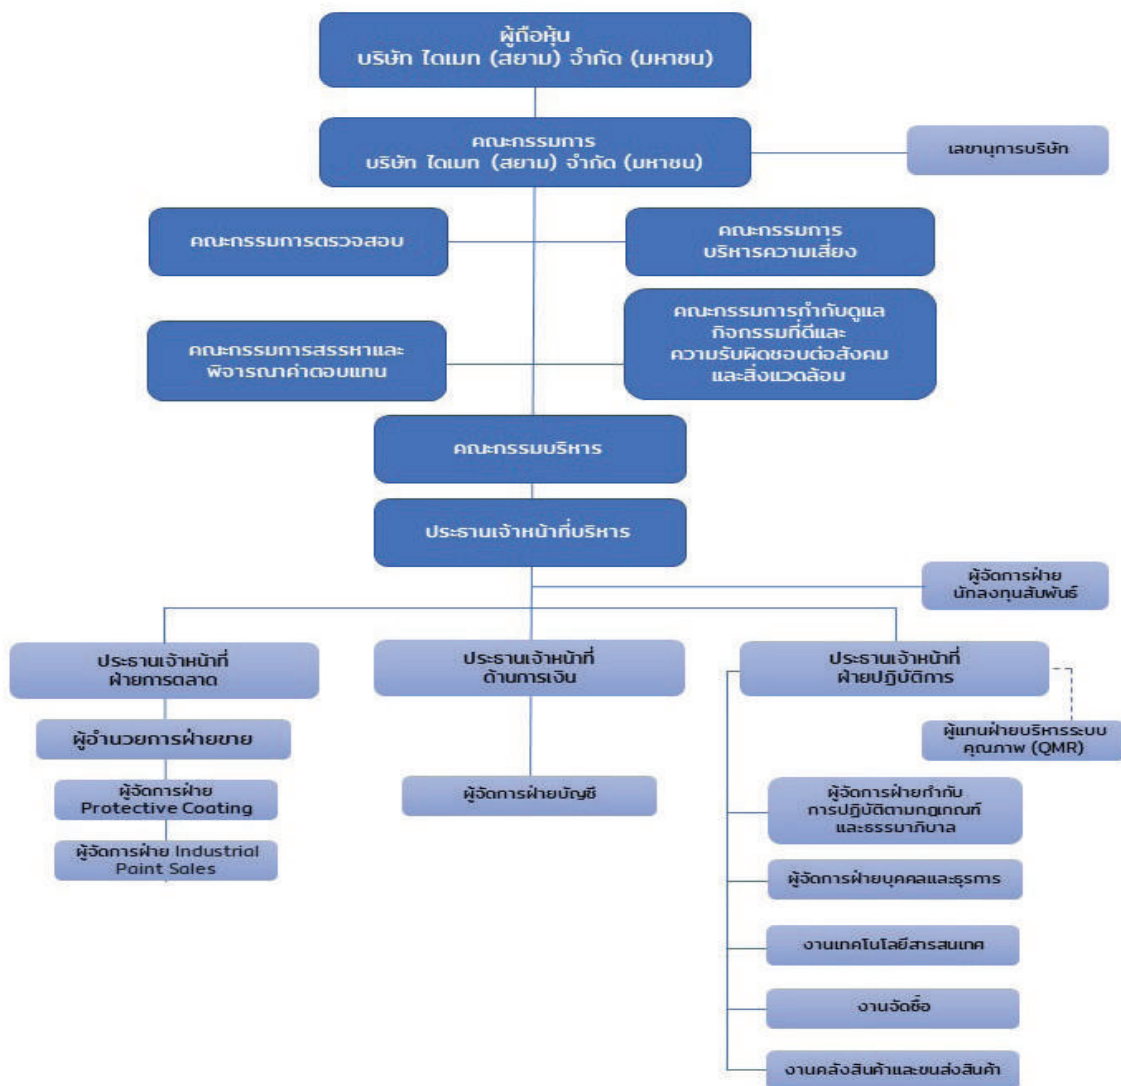 ผู้ถือหุ้น
บริษัท ไดเมท (สยาม) จำกัด (มหาชน)
คณะกรรมการ
บริษัท ไดเมท (สยาม) จำกัด (มหาชน)
เลขานุการบริษัท
คณะกรรมการตรวจสอบ
คณะกรรมการ
บริหารความเสี่ยง
คณะกรรมการสรรหาและ
พิจารณาค่าตอบแทน
คณะกรรมการกำกับดูแล
กิจกรรมที่ดีและ
ความรับผิดชอบต่อสังคม
และสิ่งแวดล้อม
คณะกรรมบริหาร
ประธานเจ้าหน้าที่บริหาร
ผู้จัดการฝ่าย
นักลงทุนสัมพันธ์
ประธานเจ้าหน้าที่
ฝ่ายการตลาด
ประธานเจ้าหน้าที่
ด้านการเงิน
ประธานเจ้าหน้าที่
ฝ่ายปฏิบัติการ
ผู้อำนวยการฝ่ายขาย
ผู้แทนฝ่ายบริหารระบบ
คุณภาพ (QMR)
ผู้จัดการฝ่าย
Protective Coating
ผู้จัดการฝ่ายบัญชี
ผู้จัดการฝ่ายกำกับ
การปฏิบัติตามกฎเกณฑ์
และธรรมาภิบาล
ผู้จัดการฝ่าย Industrial
Paint Sales
ผู้จัดการฝ่ายบุคคลและธุรการ
งานเทคโนโลยีสารสนเทศ
งานจัดซื้อ
งานคลังสินค้าและขนส่งสินค้า